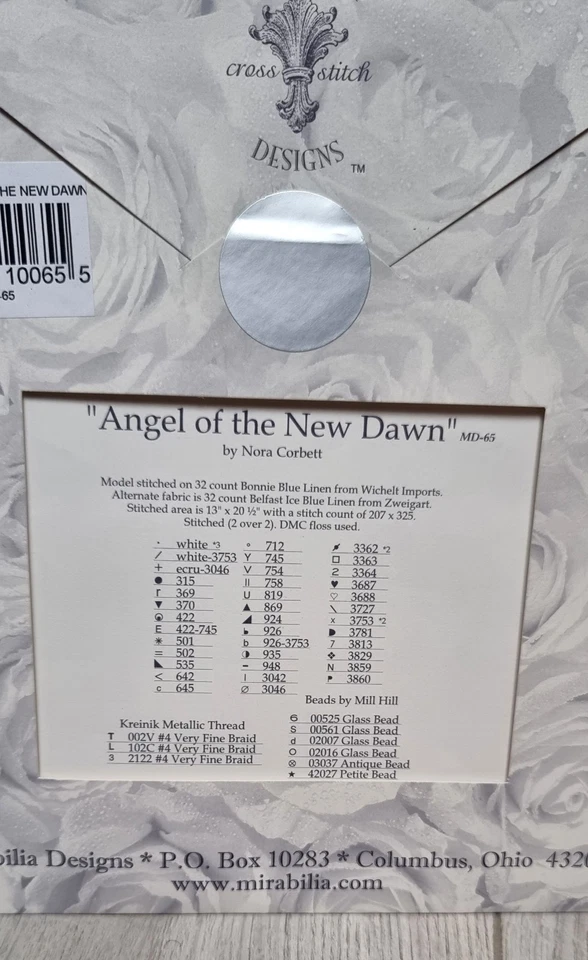 cross stitch
DESIGNS™
HE NEW DAWN
10065 5
-65
"Angel of the New Dawn" MD-65
by Nora Corbett
Model stitched on 32 count Bonnie Blue Linen from Wichelt Imports.
Alternate fabric is 32 count Belfast Ice Blue Linen from Zweigart.
Stitched area is 13" x 20 ½" with a stitch count of 207 x 325.
Stitched (2 over 2). DMC floss used.
· white *3
/ white-3753
+ ecru-3046
● 315
r 369
▼ 370
422
E 422-745
✳ 501
= 502
◣ 535
< 642
c 645
∘ 712
Y 745
V 754
|| 758
U 819
▲ 869
◢ 924
926
b 926-3753
◑ 935
– 948
| 3042
∅ 3046
3362 *2
□ 3363
2 3364
♥ 3687
♡ 3688
\ 3727
x 3753 *2
◗ 3781
7 3813
❖ 3829
N 3859
P 3860
Kreinik Metallic Thread
T 002V #4 Very Fine Braid
L 102C #4 Very Fine Braid
3 2122 #4 Very Fine Braid
Beads by Mill Hill
6 00525 Glass Bead
S 00561 Glass Bead
d 02007 Glass Bead
O 02016 Glass Bead
⊗ 03037 Antique Bead
★ 42027 Petite Bead
bilia Designs * P.O. Box 10283 * Columbus, Ohio 432
www.mirabilia.com